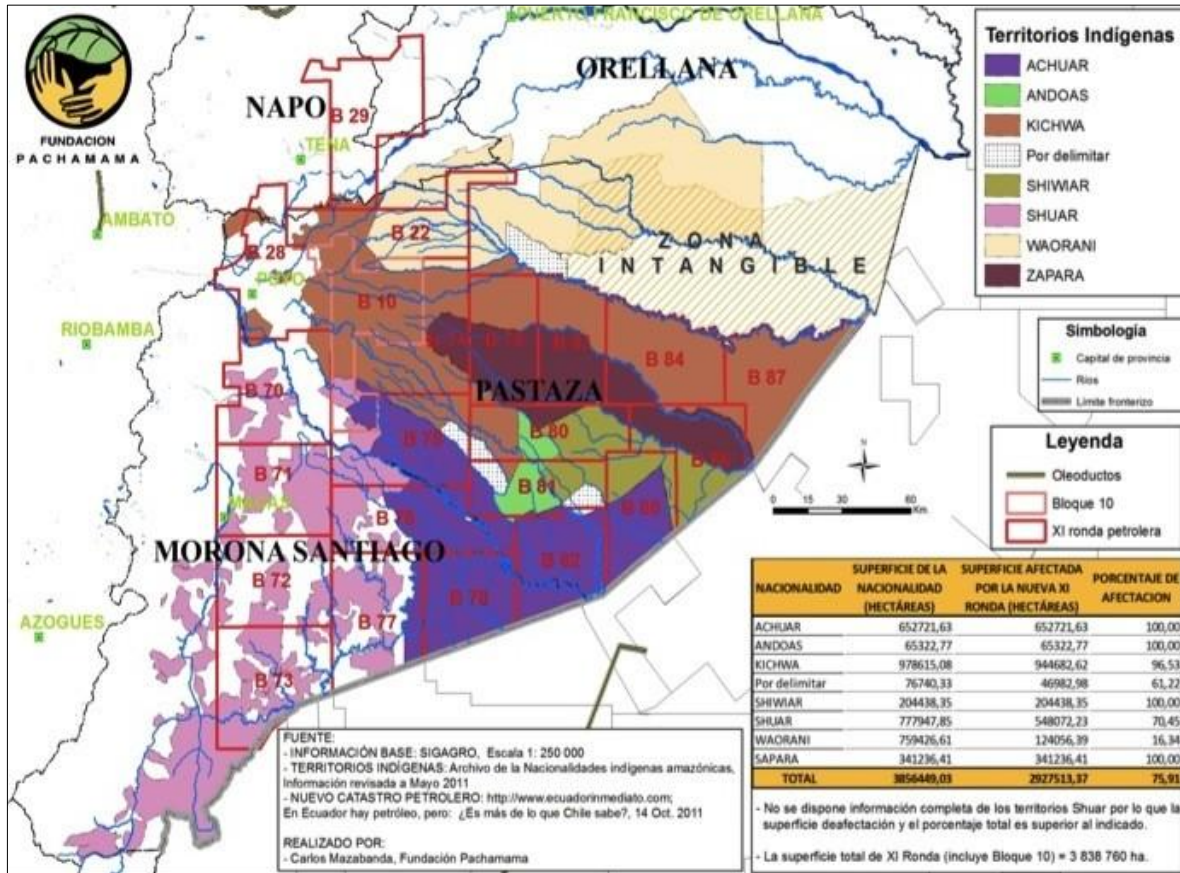 PUERTO FRANCISCO DE ORELLANA
FUNDACION
PACHAMAMA
NAPO
ORELLANA
B 29
TENA
AMBATO
B 22
B 28
PUYO
ZONA
INTANGIBLE
B 10
RIOBAMBA
B 84
B 87
B 70
PASTAZA
B 80
B 71
B 81
MACAS
MORONA SANTIAGO
B 72
B 77
AZOGUES
B 73
Territorios Indígenas
ACHUAR
ANDOAS
KICHWA
Por delimitar
SHIWIAR
SHUAR
WAORANI
ZAPARA
Simbología
Capital de provincia
Ríos
Límite fronterizo
N
0 15 30 60
Km
Leyenda
Oleoductos
Bloque 10
XI ronda petrolera
NACIONALIDAD SUPERFICIE DE LA NACIONALIDAD (HECTÁREAS) SUPERFICIE AFECTADA POR LA NUEVA XI RONDA (HECTÁREAS) PORCENTAJE DE AFECTACION
ACHUAR 652721,63 652721,63 100,00
ANDOAS 65322,77 65322,77 100,00
KICHWA 978615,08 944682,62 96,53
Por delimitar 76740,33 46982,98 61,22
SHIWIAR 204438,35 204438,35 100,00
SHUAR 777947,85 548072,23 70,45
WAORANI 759426,61 124056,39 16,34
SAPARA 341236,41 341236,41 100,00
TOTAL 3856449,03 2927513,37 75,91
- No se dispone información completa de los territorios Shuar por lo que la
superficie deafectación y el porcentaje total es superior al indicado.
- La superficie total de XI Ronda (incluye Bloque 10) = 3 838 760 ha.
FUENTE:
- INFORMACIÓN BASE: SIGAGRO, Escala 1: 250 000
- TERRITORIOS INDÍGENAS: Archivo de la Nacionalidades indígenas amazónicas,
Información revisada a Mayo 2011
- NUEVO CATASTRO PETROLERO: http://www.ecuadorinmediato.com;
En Ecuador hay petróleo, pero: ¿Es más de lo que Chile sabe?, 14 Oct. 2011
REALIZADO POR:
- Carlos Mazabanda, Fundación Pachamama